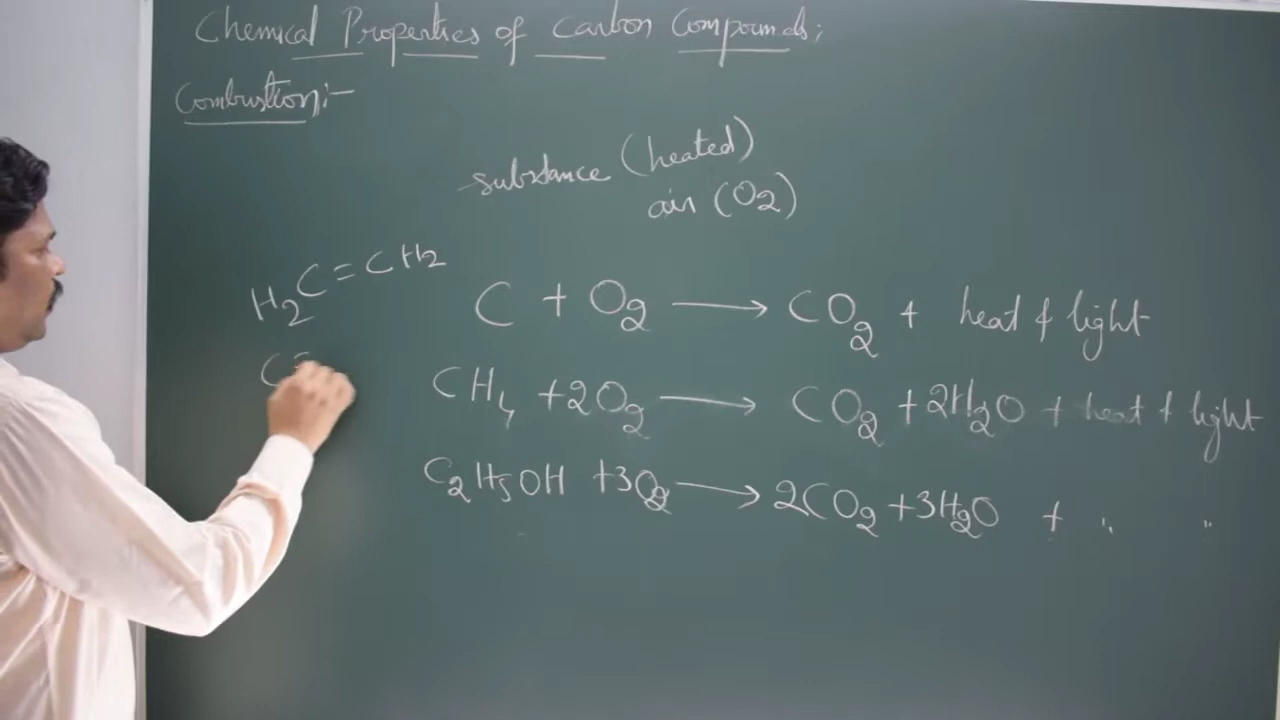 Chemical Properties of Carbon Compounds;
Combustion;-
substance (heated)
air (O2)
H2C=CH2
C + O2 → CO2 + heat & light
C≡
CH4 + 2O2 → CO2 + 2H2O + heat & light
C2H5OH + 3O2 → 2CO2 + 3H2O + " "